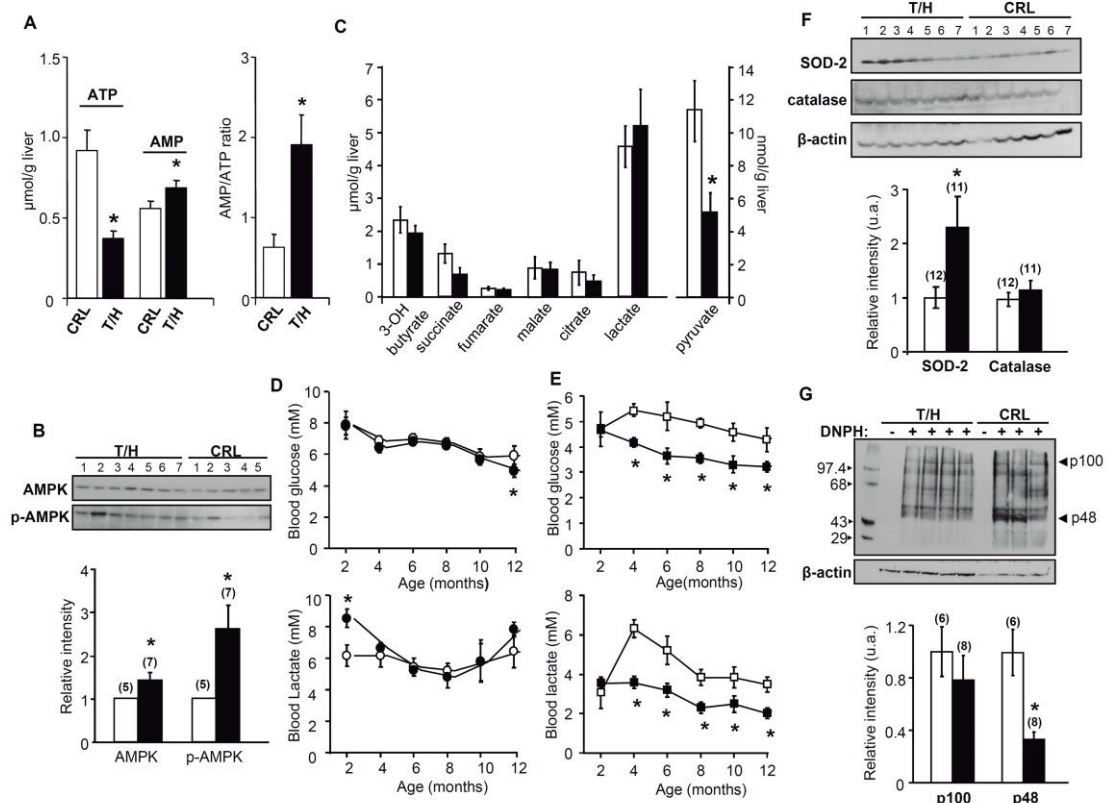 A
ATP
AMP
*
*
µmol/g liver
1.5
1.0
0.5
0
CRL
T/H
CRL
T/H
AMP/ATP ratio
3
2
1
0
*
CRL
T/H
C
µmol/g liver
7
6
5
4
3
2
1
0
3-OH
butyrate
succinate
fumarate
malate
citrate
lactate
pyruvate
*
14
12
10
8
6
4
2
0
nmol/g liver
B
T/H CRL
1 2 3 4 5 6 7 1 2 3 4 5
AMPK
p-AMPK
Relative intensity
4
3
2
1
0
(5)
*
(7)
(5)
*
(7)
AMPK p-AMPK
D
Blood glucose (mM)
10
8
6
4
2
0
*
2 4 6 8 10 12
Age (months)
Blood Lactate (mM)
10
8
6
4
2
0
*
2 4 6 8 10 12
Age (months)
E
Blood glucose (mM)
6
5
4
3
2
1
0
* * * * *
2 4 6 8 10 12
Age(months)
Blood lactate (mM)
8
6
4
2
0
* * * * *
2 4 6 8 10 12
Age (months)
F
T/H CRL
1 2 3 4 5 6 7 1 2 3 4 5 6 7
SOD-2
catalase
β-actin
Relative intensity (u.a.)
3
2
1
0
(12)
*
(11)
(12)
(11)
SOD-2 Catalase
G
T/H CRL
DNPH: - + + + + - + + +
97.4
68
43
29
p100
p48
β-actin
Relative intensity (u.a.)
1.2
0.8
0.4
0
(6)
(8)
(6)
*
(8)
p100 p48